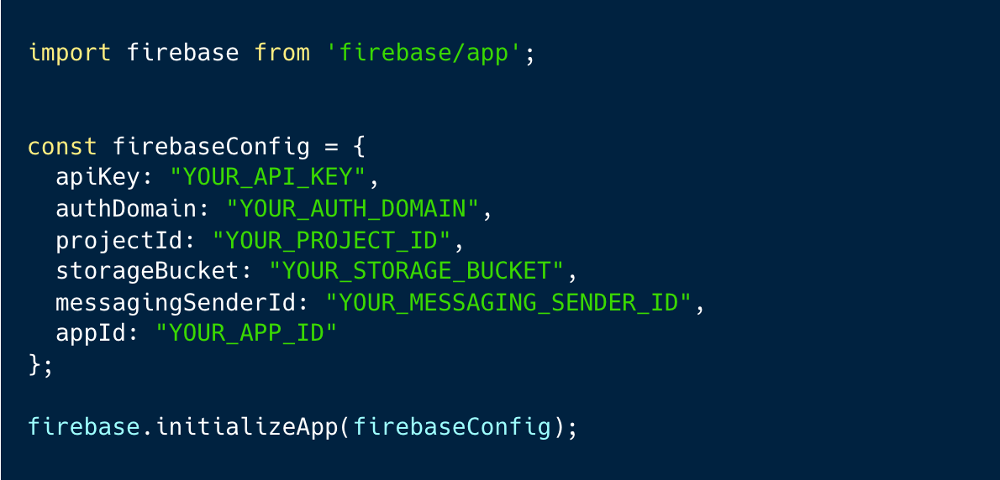 import firebase from 'firebase/app';
const firebaseConfig = {
  apiKey: "YOUR_API_KEY",
  authDomain: "YOUR_AUTH_DOMAIN",
  projectId: "YOUR_PROJECT_ID",
  storageBucket: "YOUR_STORAGE_BUCKET",
  messagingSenderId: "YOUR_MESSAGING_SENDER_ID",
  appId: "YOUR_APP_ID"
};
firebase.initializeApp(firebaseConfig);